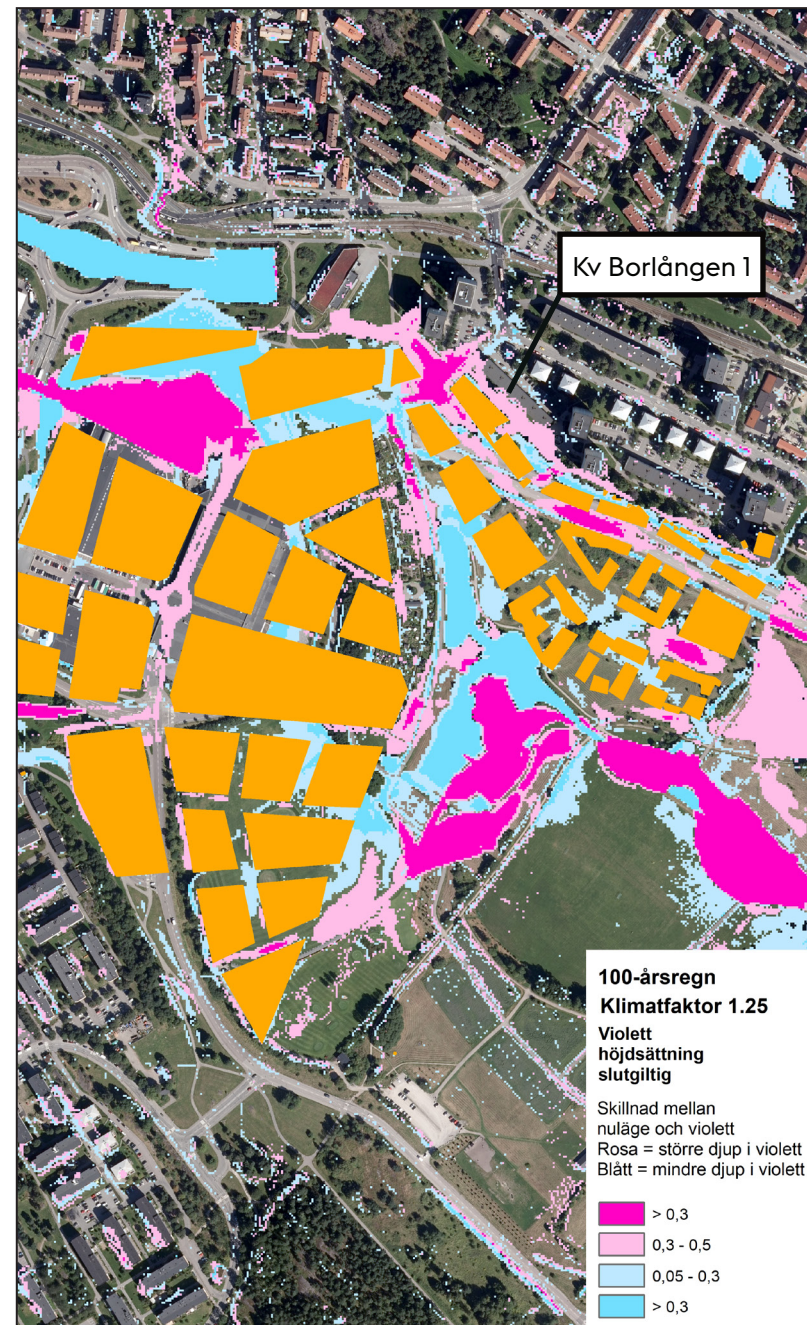 Kv Borlången 1
100-årsregn
Klimatfaktor 1.25
Violett
höjdsättning
slutgiltig
Skillnad mellan
nuläge och violett
Rosa = större djup i violett
Blått = mindre djup i violett
> 0,3
0,3 - 0,5
0,05 - 0,3
> 0,3